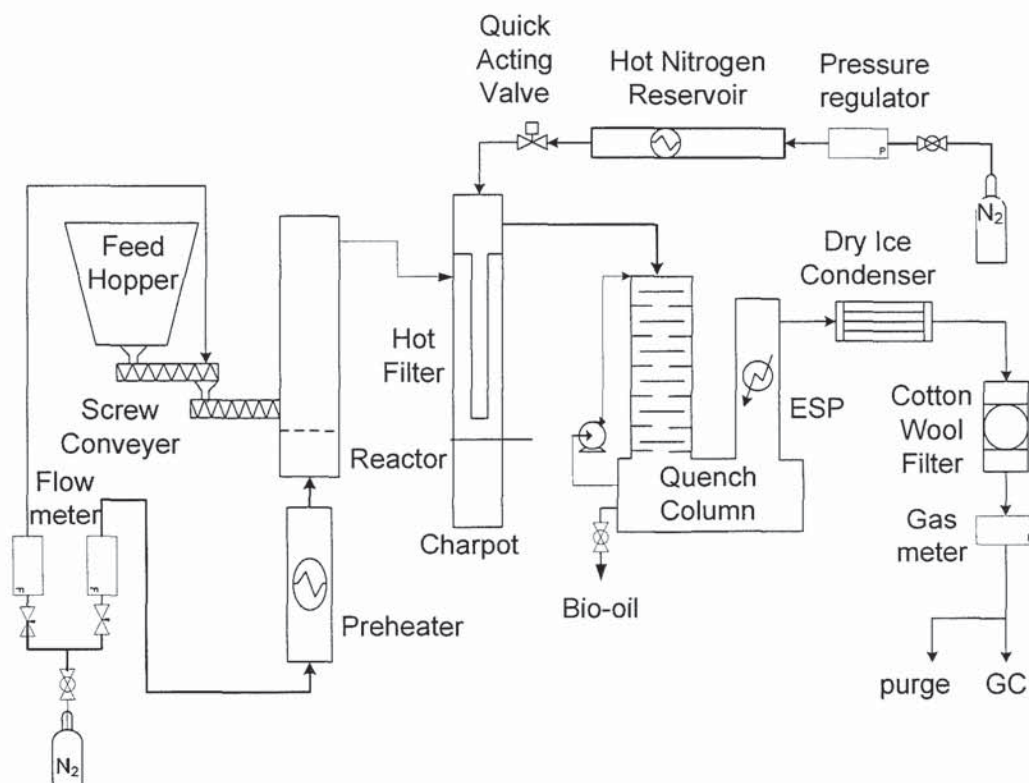 Quick
Acting
Valve
Hot Nitrogen
Reservoir
Pressure
regulator
P
N2
Feed
Hopper
Dry Ice
Condenser
Hot
Filter
Screw
Conveyer
ESP
Cotton
Wool
Filter
Reactor
Flow
meter
Quench
Column
Charpot
Gas
meter
F
F
Bio-oil
Preheater
purge
GC
N2